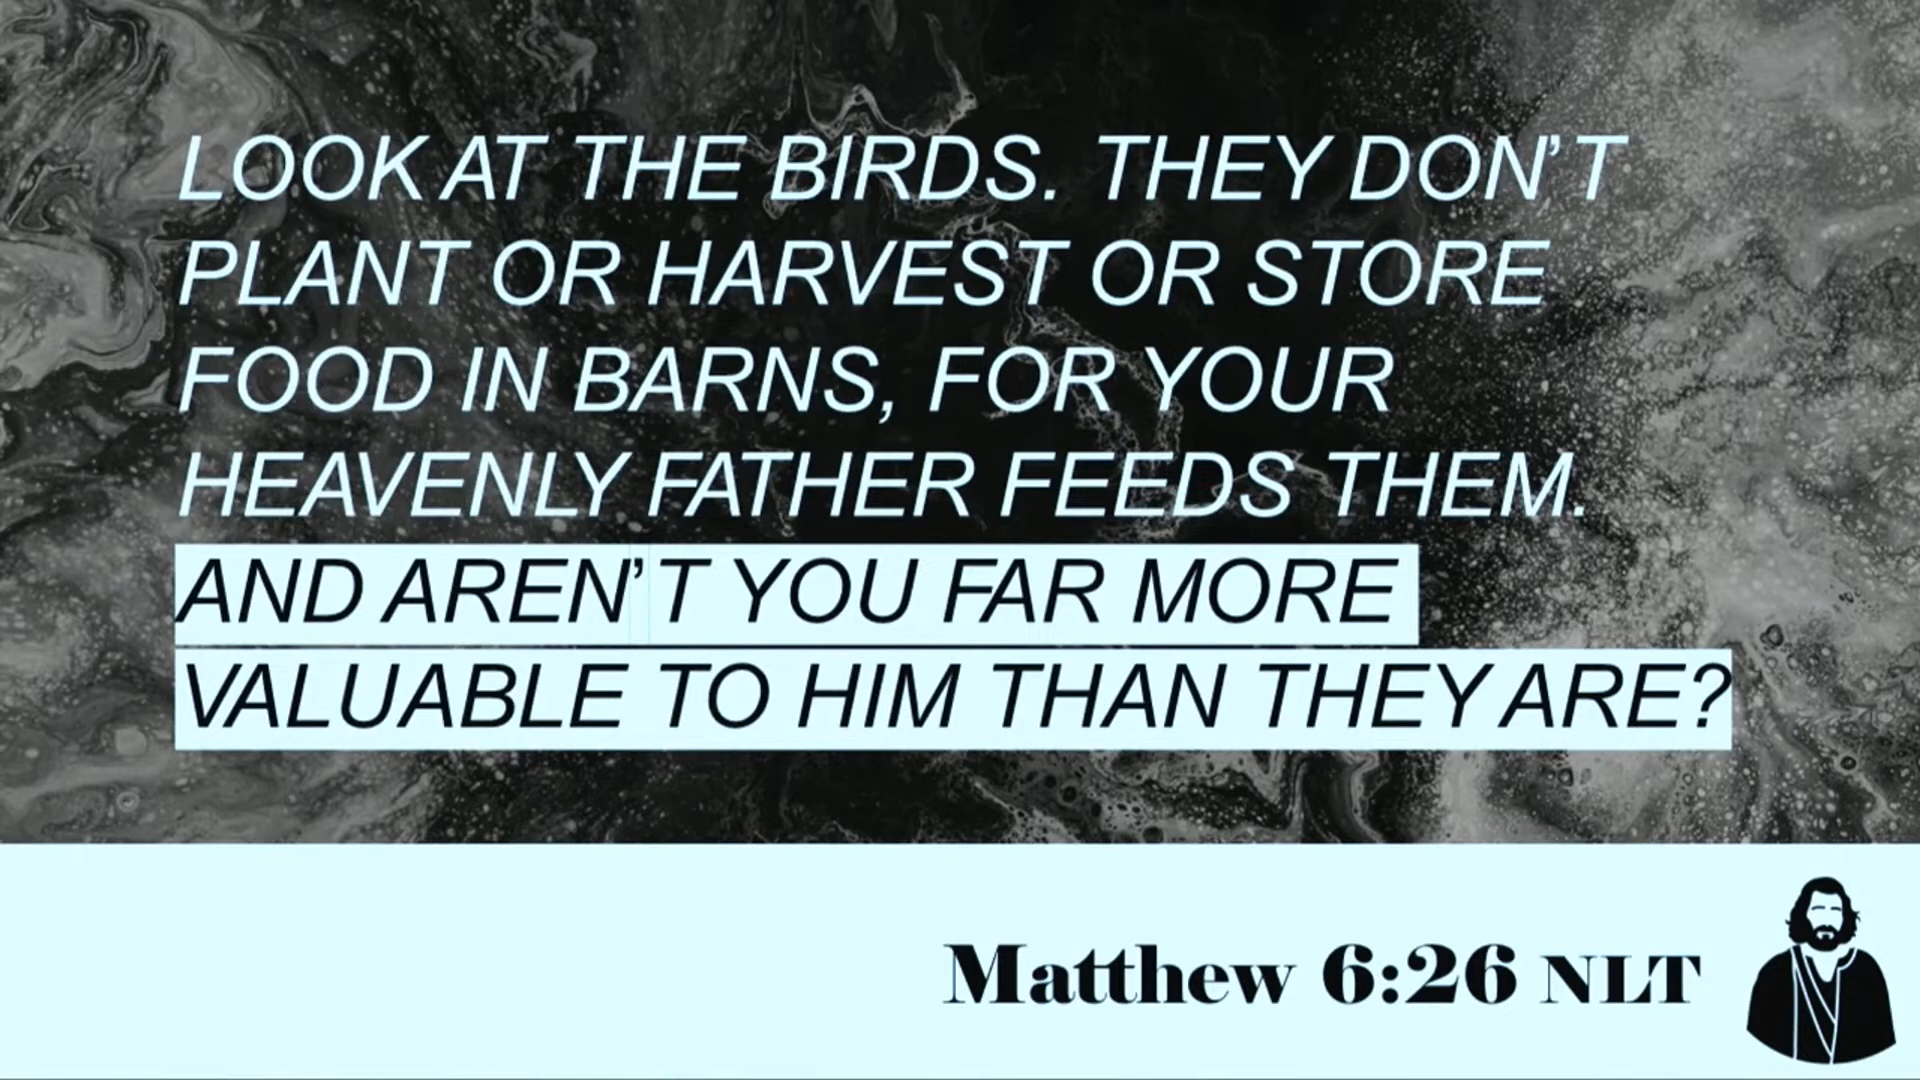 LOOK AT THE BIRDS. THEY DON’T
PLANT OR HARVEST OR STORE
FOOD IN BARNS, FOR YOUR
HEAVENLY FATHER FEEDS THEM.
AND AREN’T YOU FAR MORE
VALUABLE TO HIM THAN THEY ARE?
Matthew 6:26 NLT